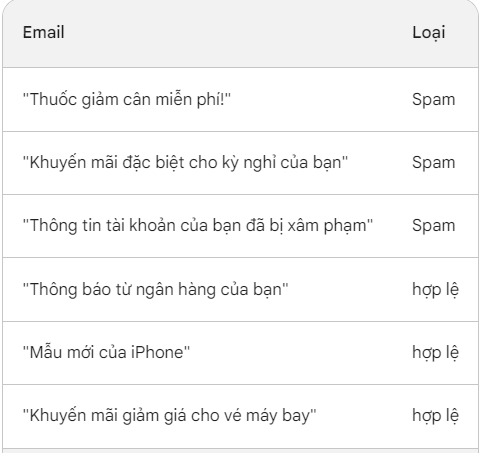 Email Loại
"Thuốc giảm cân miễn phí!" Spam
"Khuyến mãi đặc biệt cho kỳ nghỉ của bạn" Spam
"Thông tin tài khoản của bạn đã bị xâm phạm" Spam
"Thông báo từ ngân hàng của bạn" hợp lệ
"Mẫu mới của iPhone" hợp lệ
"Khuyến mãi giảm giá cho vé máy bay" hợp lệ